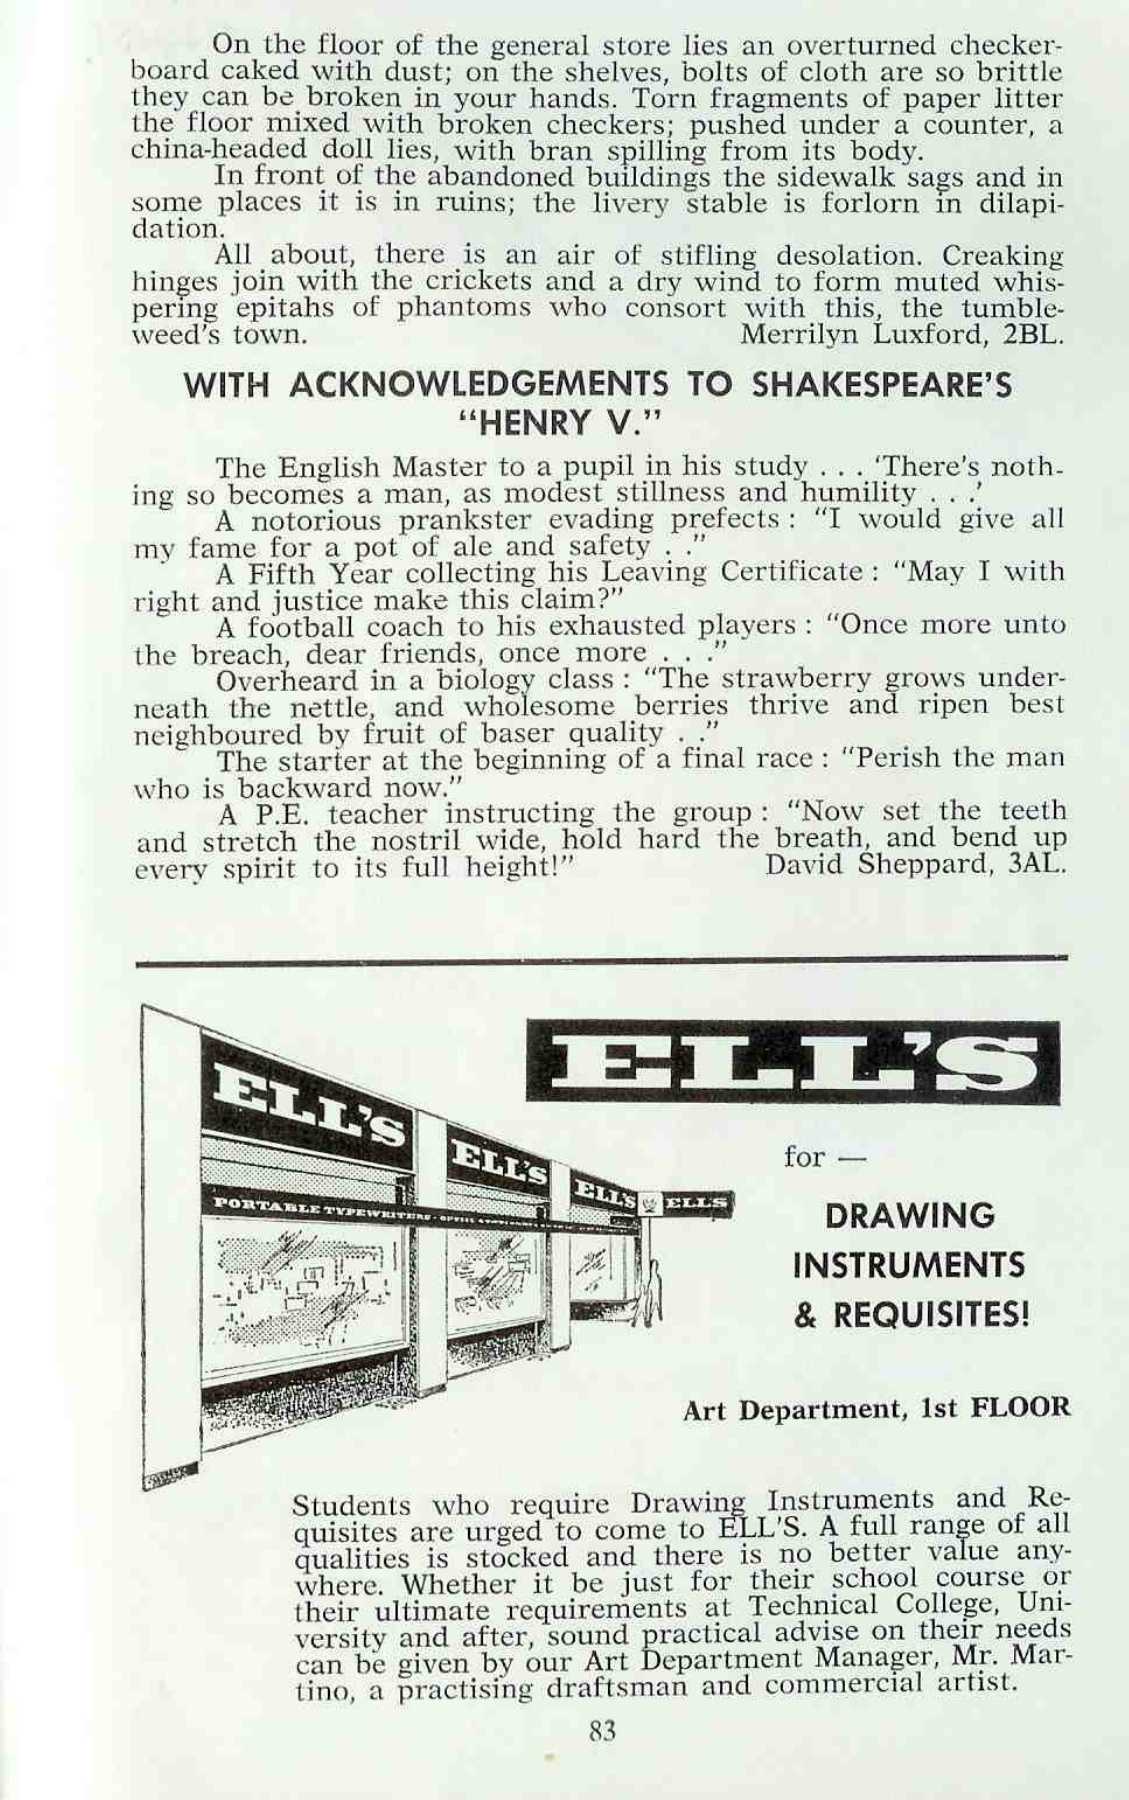 On the floor of the general store lies an overturned checker-
board caked with dust; on the shelves, bolts of cloth are so brittle
they can be broken in your hands. Torn fragments of paper litter
the floor mixed with broken checkers; pushed under a counter, a
china-headed doll lies, with bran spilling from its body.
In front of the abandoned buildings the sidewalk sags and in
some places it is in ruins; the livery stable is forlorn in dilapi-
dation.
All about, there is an air of stifling desolation. Creaking
hinges join with the crickets and a dry wind to form muted whis-
pering epitahs of phantoms who consort with this, the tumble-
weed's town. Merrilyn Luxford, 2BL.
WITH ACKNOWLEDGEMENTS TO SHAKESPEARE'S
"HENRY V."
The English Master to a pupil in his study . . . 'There's noth-
ing so becomes a man, as modest stillness and humility . . .'
A notorious prankster evading prefects : "I would give all
my fame for a pot of ale and safety . ."
A Fifth Year collecting his Leaving Certificate : "May I with
right and justice make this claim?"
A football coach to his exhausted players : "Once more unto
the breach, dear friends, once more . . ."
Overheard in a biology class : "The strawberry grows under-
neath the nettle, and wholesome berries thrive and ripen best
neighboured by fruit of baser quality . ."
The starter at the beginning of a final race : "Perish the man
who is backward now."
A P.E. teacher instructing the group : "Now set the teeth
and stretch the nostril wide, hold hard the breath, and bend up
every spirit to its full height!" David Sheppard, 3AL.
ELL'S
ELL'S
ELL'S
ELL'S
ELLS
PORTABLE TYPEWRITERS
for —
DRAWING
INSTRUMENTS
& REQUISITES!
Art Department, 1st FLOOR
Students who require Drawing Instruments and Re-
quisites are urged to come to ELL'S. A full range of all
qualities is stocked and there is no better value any-
where. Whether it be just for their school course or
their ultimate requirements at Technical College, Uni-
versity and after, sound practical advise on their needs
can be given by our Art Department Manager, Mr. Mar-
tino, a practising draftsman and commercial artist.
83